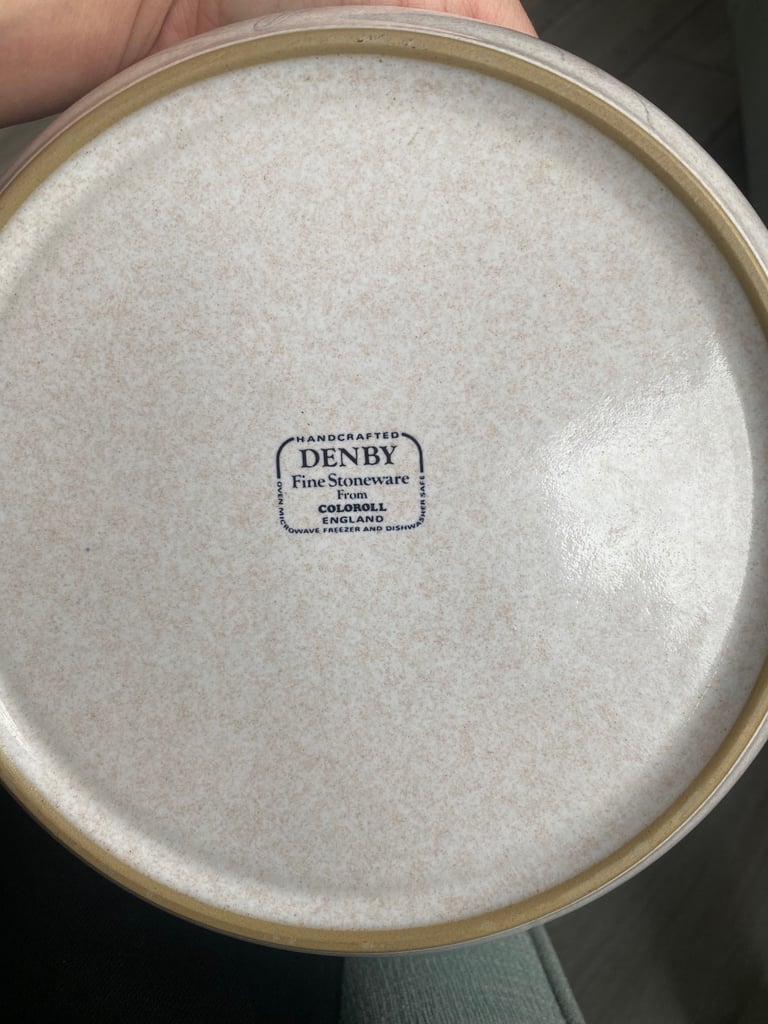 HANDCRAFTED
DENBY
Fine Stoneware
From
COLOROLL
ENGLAND
OVEN MICROWAVE FREEZER AND DISHWASHER SAFE